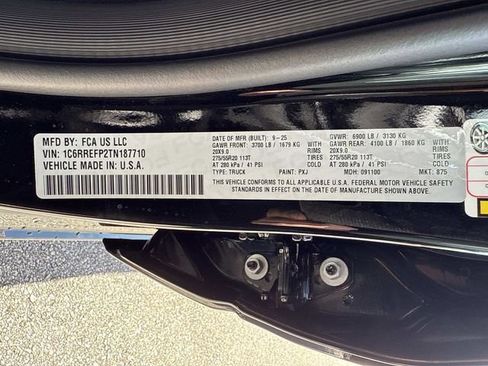 MFD BY: FCA US LLC
VIN: 1C6RREFP2TN187710
VEHICLE MADE IN: U.S.A.
DATE OF MFR (BUILT): 9-25
GAWR FRONT: 3700 LB / 1679 KG WITH
20X9.0 RIMS
275/55R20 113T TIRES
AT 280 kPa / 41 PSI COLD
GVWR: 6900 LB / 3130 KG
GAWR REAR: 4100 LB / 1860 KG WITH
20X9.0 RIMS
275/55R20 113T TIRES
AT 280 kPa / 41 PSI COLD
TYPE: TRUCK PAINT: PXJ MDH: 091100 MKT: 875
THIS VEHICLE CONFORMS TO ALL APPLICABLE U.S.A. FEDERAL MOTOR VEHICLE SAFETY
STANDARDS IN EFFECT ON THE DATE OF MANUFACTURE SHOWN ABOVE.